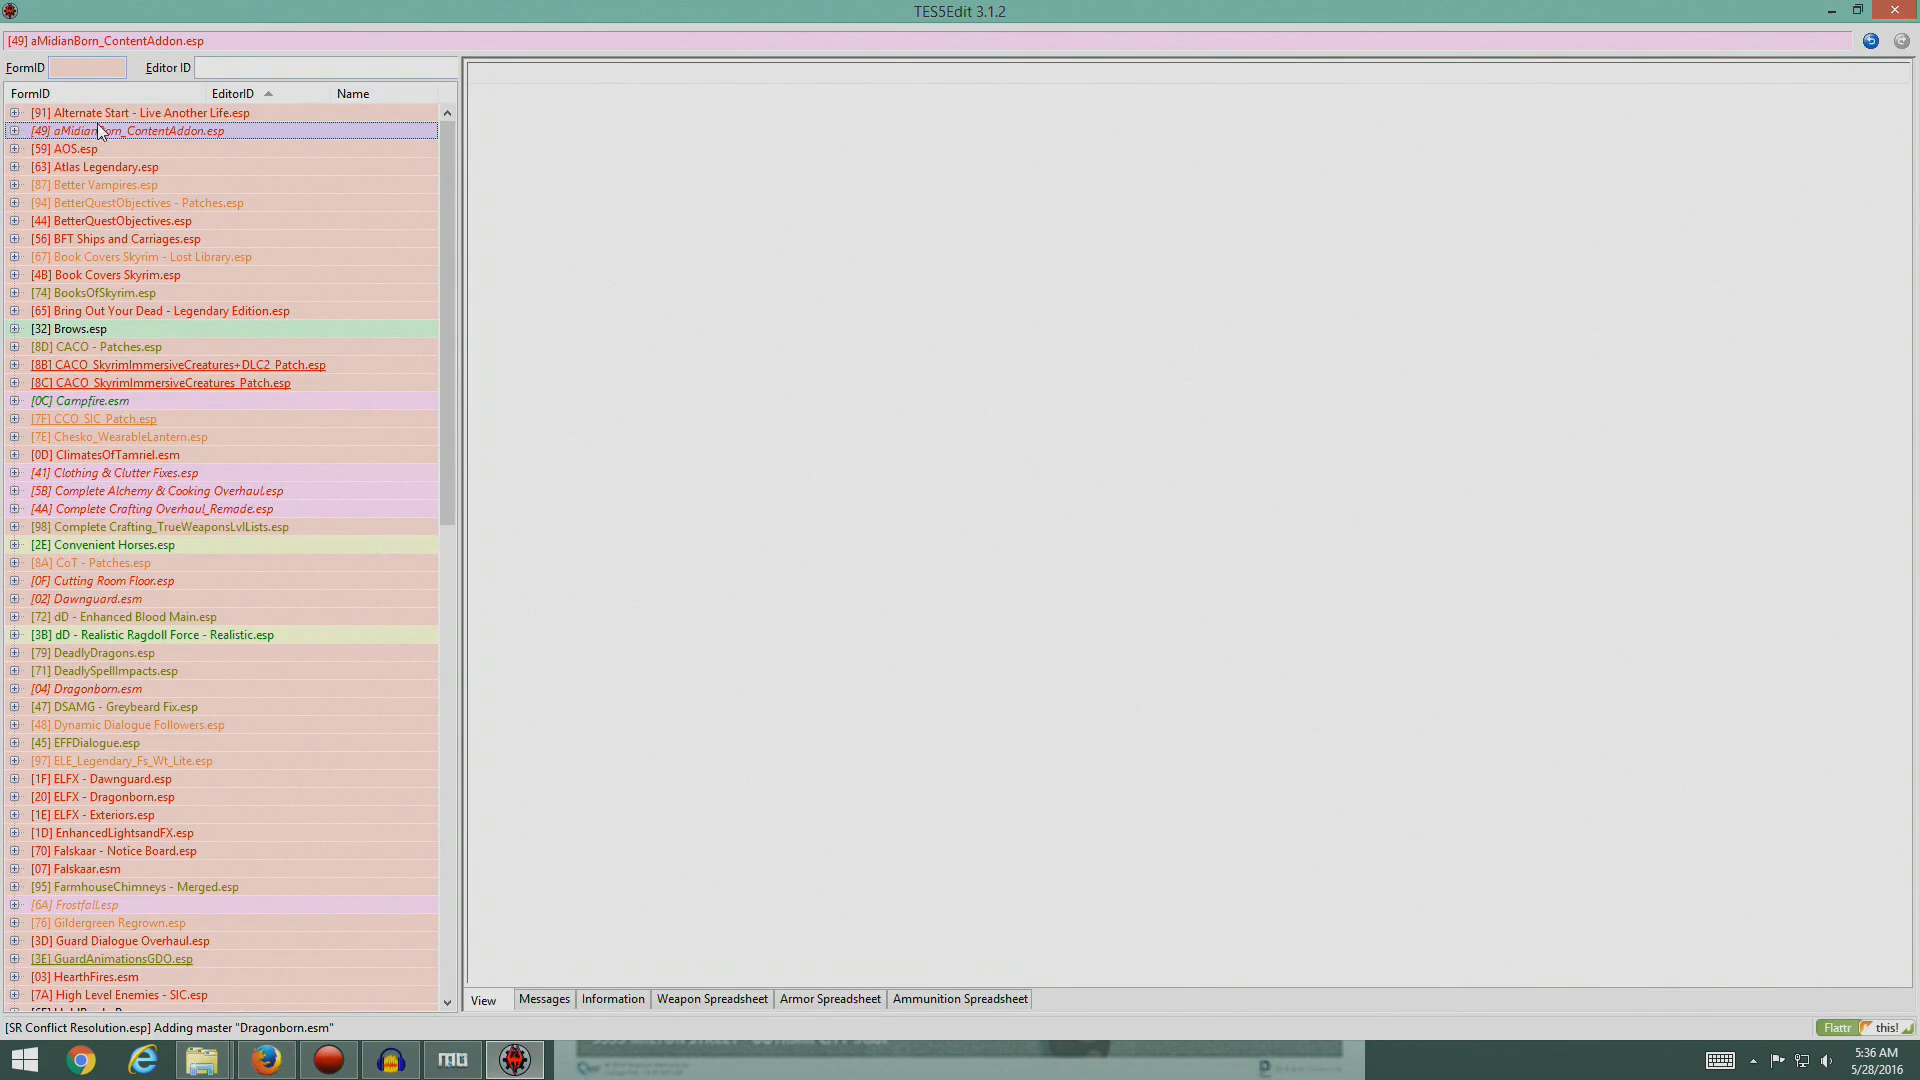 TES5Edit 3.1.2
[49] aMidianBorn_ContentAddon.esp
FormID
Editor ID
FormID EditorID Name
[91] Alternate Start - Live Another Life.esp
[49] aMidianBorn_ContentAddon.esp
[59] AOS.esp
[63] Atlas Legendary.esp
[87] Better Vampires.esp
[94] BetterQuestObjectives - Patches.esp
[44] BetterQuestObjectives.esp
[56] BFT Ships and Carriages.esp
[67] Book Covers Skyrim - Lost Library.esp
[4B] Book Covers Skyrim.esp
[74] BooksOfSkyrim.esp
[65] Bring Out Your Dead - Legendary Edition.esp
[32] Brows.esp
[8D] CACO - Patches.esp
[8B] CACO_SkyrimImmersiveCreatures+DLC2_Patch.esp
[8C] CACO_SkyrimImmersiveCreatures_Patch.esp
[0C] Campfire.esm
[7F] CCO_SIC_Patch.esp
[7E] Chesko_WearableLantern.esp
[0D] ClimatesOfTamriel.esm
[41] Clothing & Clutter Fixes.esp
[5B] Complete Alchemy & Cooking Overhaul.esp
[4A] Complete Crafting Overhaul_Remade.esp
[98] Complete Crafting_TrueWeaponsLvlLists.esp
[2E] Convenient Horses.esp
[8A] CoT - Patches.esp
[0F] Cutting Room Floor.esp
[02] Dawnguard.esm
[72] dD - Enhanced Blood Main.esp
[3B] dD - Realistic Ragdoll Force - Realistic.esp
[79] DeadlyDragons.esp
[71] DeadlySpellImpacts.esp
[04] Dragonborn.esm
[47] DSAMG - Greybeard Fix.esp
[48] Dynamic Dialogue Followers.esp
[45] EFFDialogue.esp
[97] ELE_Legendary_Fs_Wt_Lite.esp
[1F] ELFX - Dawnguard.esp
[20] ELFX - Dragonborn.esp
[1E] ELFX - Exteriors.esp
[1D] EnhancedLightsandFX.esp
[70] Falskaar - Notice Board.esp
[07] Falskaar.esm
[95] FarmhouseChimneys - Merged.esp
[6A] Frostfall.esp
[76] Gildergreen Regrown.esp
[3D] Guard Dialogue Overhaul.esp
[3E] GuardAnimationsGDO.esp
[03] HearthFires.esm
[7A] High Level Enemies - SIC.esp
View Messages Information Weapon Spreadsheet Armor Spreadsheet Ammunition Spreadsheet
[SR Conflict Resolution.esp] Adding master "Dragonborn.esm"
Flattr this!
5:36 AM
5/28/2016